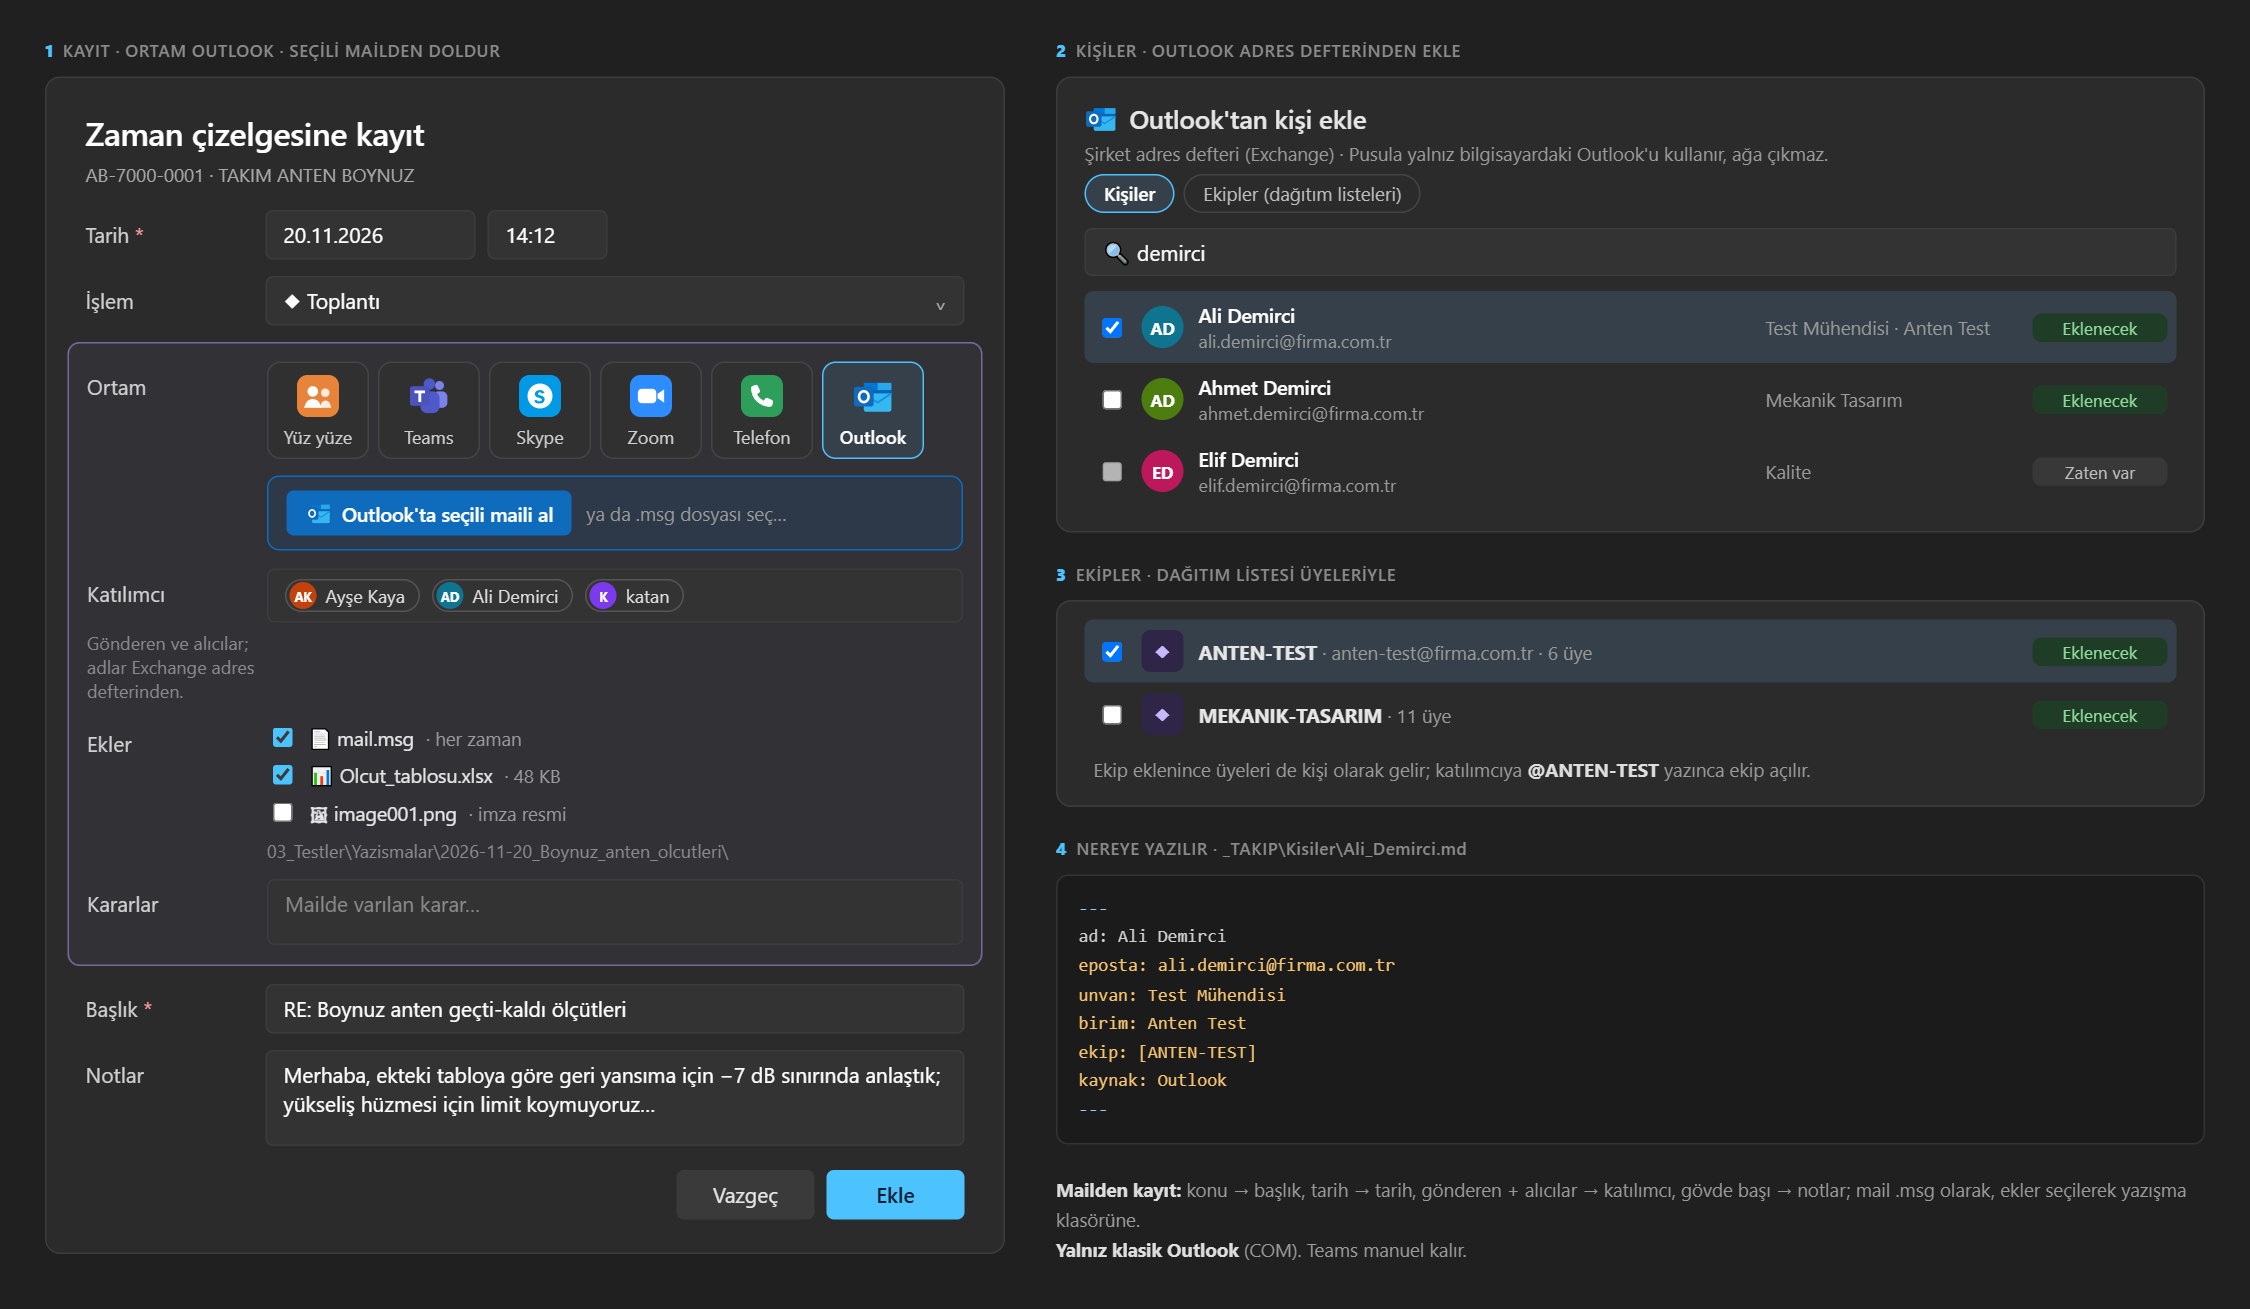 1 KAYIT · ORTAM OUTLOOK · SEÇİLİ MAİLDEN DOLDUR
Zaman çizelgesine kayıt
AB-7000-0001 · TAKIM ANTEN BOYNUZ
Tarih *
20.11.2026
14:12
İşlem
◆ Toplantı
Ortam
Yüz yüze
Teams
Skype
Zoom
Telefon
Outlook
Outlook'ta seçili maili al
ya da .msg dosyası seç...
Katılımcı
AK Ayşe Kaya
AD Ali Demirci
K katan
Gönderen ve alıcılar;
adlar Exchange adres
defterinden.
Ekler
mail.msg · her zaman
Olcut_tablosu.xlsx · 48 KB
image001.png · imza resmi
03_Testler\Yazismalar\2026-11-20_Boynuz_anten_olcutleri\
Kararlar
Mailde varılan karar...
Başlık *
RE: Boynuz anten geçti-kaldı ölçütleri
Notlar
Merhaba, ekteki tabloya göre geri yansıma için −7 dB sınırında anlaştık;
yükseliş hüzmesi için limit koymuyoruz...
Vazgeç
Ekle
2 KİŞİLER · OUTLOOK ADRES DEFTERİNDEN EKLE
Outlook'tan kişi ekle
Şirket adres defteri (Exchange) · Pusula yalnız bilgisayardaki Outlook'u kullanır, ağa çıkmaz.
Kişiler
Ekipler (dağıtım listeleri)
demirci
AD Ali Demirci
ali.demirci@firma.com.tr
Test Mühendisi · Anten Test
Eklenecek
AD Ahmet Demirci
ahmet.demirci@firma.com.tr
Mekanik Tasarım
Eklenecek
ED Elif Demirci
elif.demirci@firma.com.tr
Kalite
Zaten var
3 EKİPLER · DAĞITIM LİSTESİ ÜYELERİYLE
ANTEN-TEST · anten-test@firma.com.tr · 6 üye
Eklenecek
MEKANIK-TASARIM · 11 üye
Eklenecek
Ekip eklenince üyeleri de kişi olarak gelir; katılımcıya @ANTEN-TEST yazınca ekip açılır.
4 NEREYE YAZILIR · _TAKIP\Kisiler\Ali_Demirci.md
---
ad: Ali Demirci
eposta: ali.demirci@firma.com.tr
unvan: Test Mühendisi
birim: Anten Test
ekip: [ANTEN-TEST]
kaynak: Outlook
---
Mailden kayıt: konu → başlık, tarih → tarih, gönderen + alıcılar → katılımcı, gövde başı → notlar; mail .msg olarak, ekler seçilerek yazışma
klasörüne.
Yalnız klasik Outlook (COM). Teams manuel kalır.